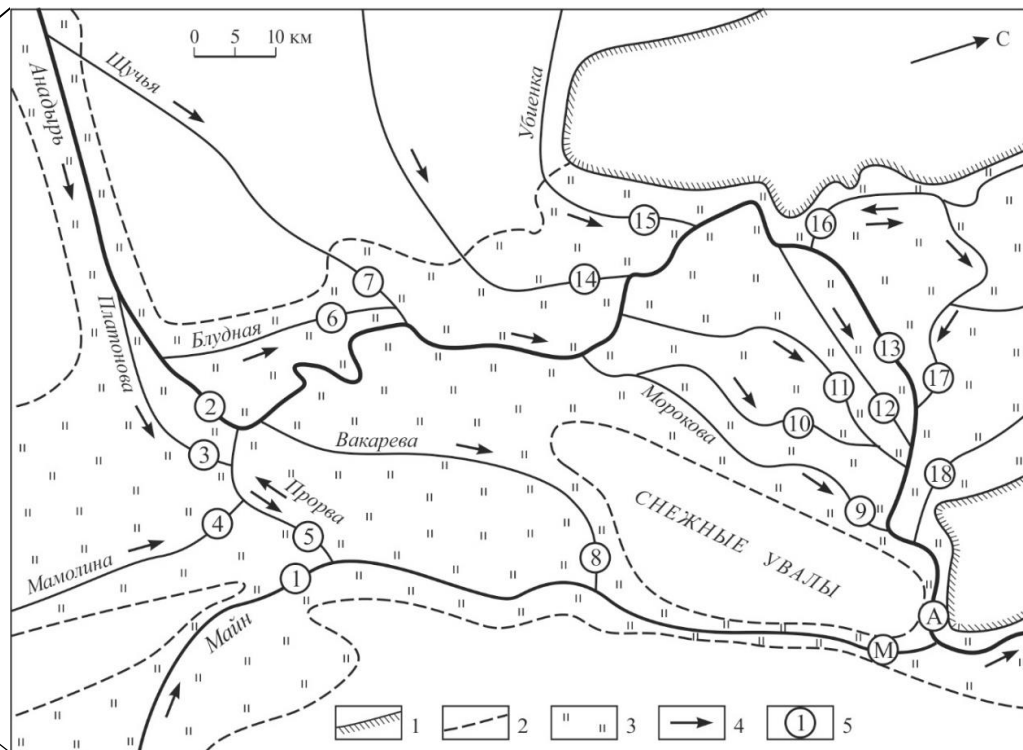 0 5 10 км
С
Анадырь
Щучья
Убиенка
15
16
7
14
Платонова
Блудная
6
13
17
2
Морокова
11
12
10
Вакарева
3
18
Прорва
4
5
9
СНЕЖНЫЕ УВАЛЫ
Мамолина
8
1
Майн
А
М
1
2
3
4
1 5